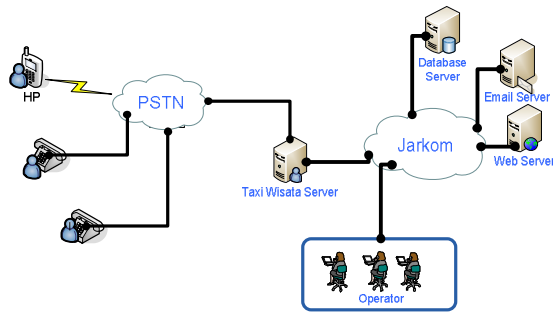 HP
PSTN
Taxi Wisata Server
Jarkom
Database
Server
Email Server
Web Server
Operator